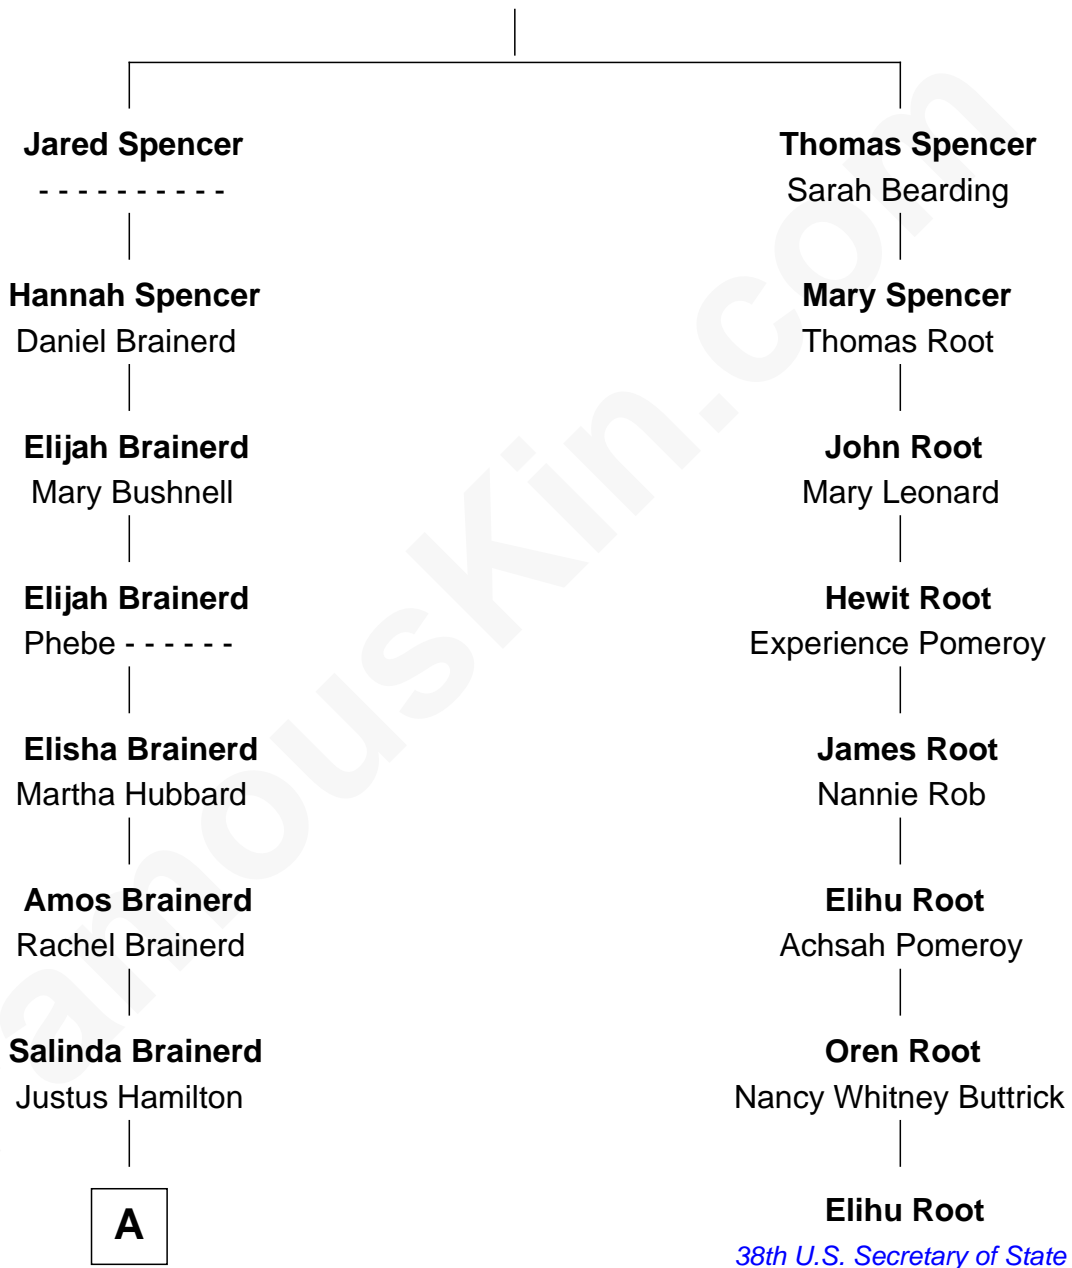 Jared Spencer
- - - - - - - - - -
Hannah Spencer
Daniel Brainerd
Elijah Brainerd
Mary Bushnell
Elijah Brainerd
Phebe - - - - - -
Elisha Brainerd
Martha Hubbard
Amos Brainerd
Rachel Brainerd
Salinda Brainerd
Justus Hamilton
A
Thomas Spencer
Sarah Bearding
Mary Spencer
Thomas Root
John Root
Mary Leonard
Hewit Root
Experience Pomeroy
James Root
Nannie Rob
Elihu Root
Achsah Pomeroy
Oren Root
Nancy Whitney Buttrick
Elihu Root
38th U.S. Secretary of State
amousKin.com